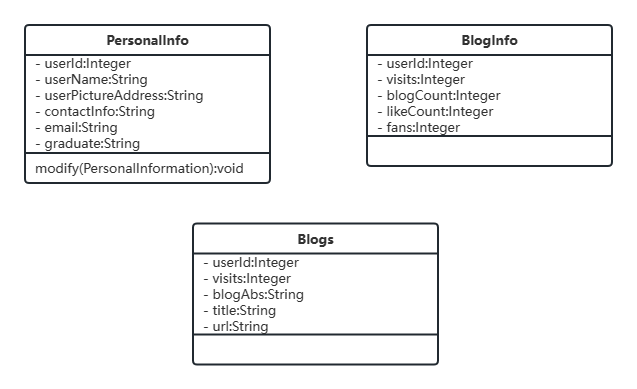 PersonalInfo
- userId:Integer
- userName:String
- userPictureAddress:String
- contactInfo:String
- email:String
- graduate:String
modify(PersonalInformation):void
BlogInfo
- userId:Integer
- visits:Integer
- blogCount:Integer
- likeCount:Integer
- fans:Integer
Blogs
- userId:Integer
- visits:Integer
- blogAbs:String
- title:String
- url:String